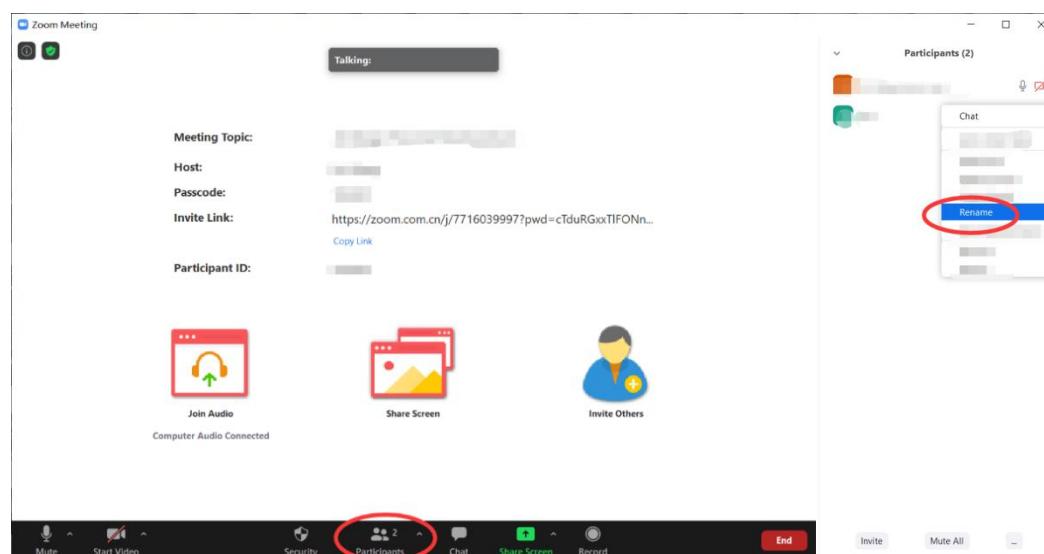 Zoom Meeting
Talking:
Participants (2)
Chat
Rename
Meeting Topic:
Host:
Passcode:
Invite Link:
https://zoom.com.cn/j/7716039997?pwd=cTduRGxxTlFONn...
Copy Link
Participant ID:
Join Audio
Share Screen
Invite Others
Computer Audio Connected
Mute
Start Video
Security
Participants
2
Chat
Share Screen
Record
End
Invite
Mute All
...